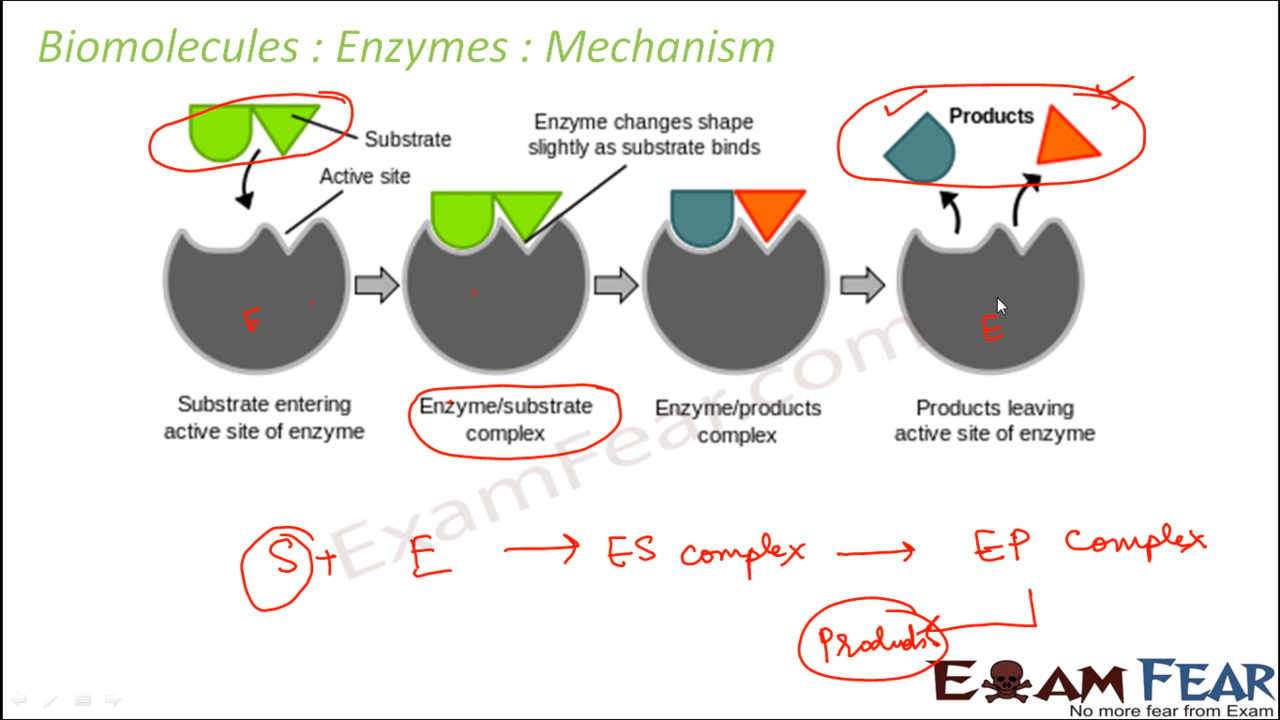 Biomolecules : Enzymes : Mechanism
Substrate
Active site
Enzyme changes shape
slightly as substrate binds
Products
E
E
Substrate entering
active site of enzyme
Enzyme/substrate
complex
Enzyme/products
complex
Products leaving
active site of enzyme
ExamFear.com
S + E → ES complex → EP complex
Products
EXAM FEAR
No more fear from Exam